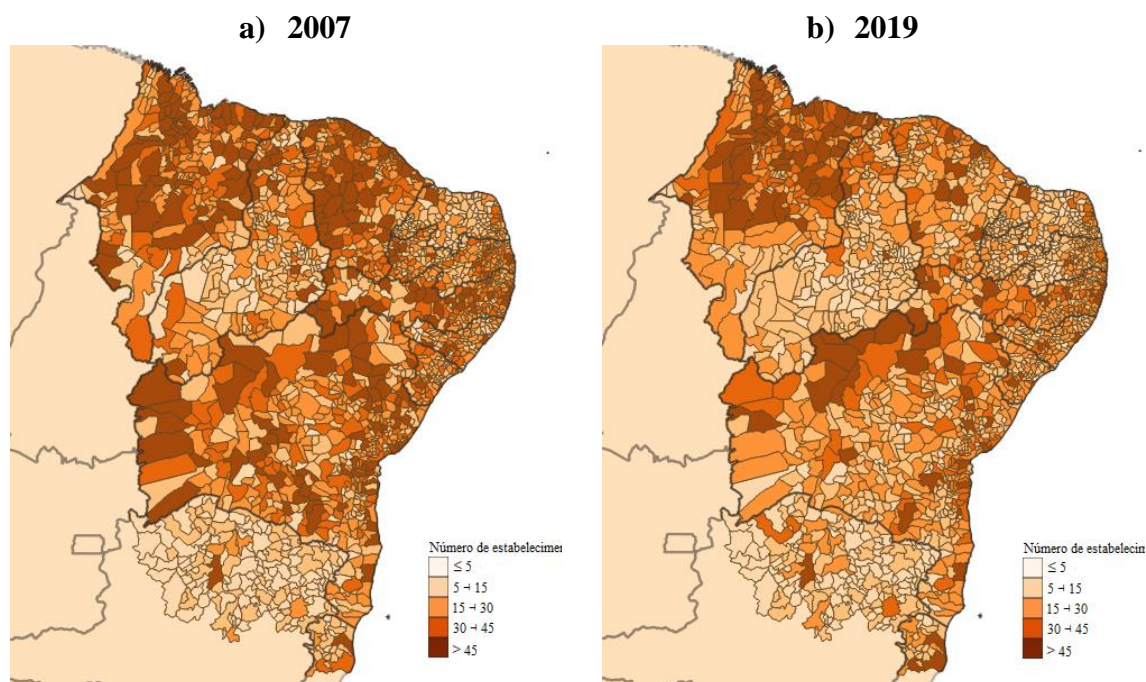 a) 2007
b) 2019
Número de estabelecimen
≤ 5
5 ⊣ 15
15 ⊣ 30
30 ⊣ 45
> 45
Número de estabelecin
≤ 5
5 ⊣ 15
15 ⊣ 30
30 ⊣ 45
> 45